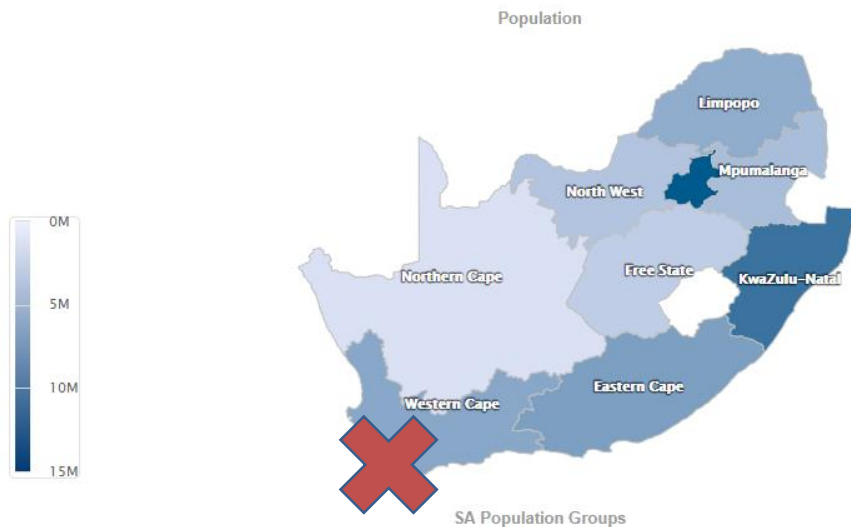 Population
Limpopo
Mpumalanga
North West
0M
Free State
Northern Cape
KwaZulu-Natal
5M
10M
Eastern Cape
Western Cape
15M
SA Population Groups